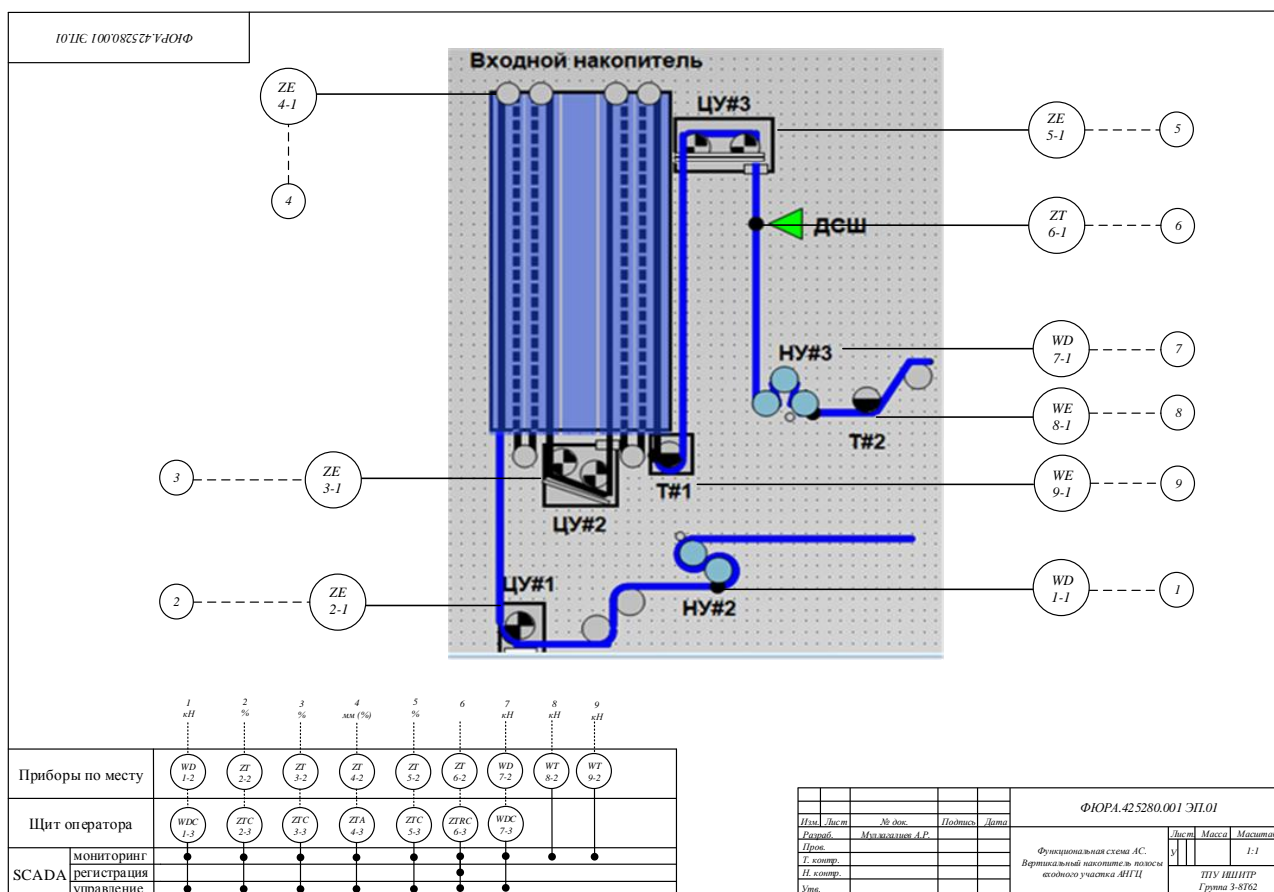 ФЮРА.425280.001 ЭП.01
Входной накопитель
ZE
4-1
4
ЦУ#3
ZE
5-1
5
ДСШ
ZT
6-1
6
НУ#3
WD
7-1
7
WE
8-1
8
Т#2
3
ZE
3-1
Т#1
WE
9-1
9
ЦУ#2
2
ZE
2-1
ЦУ#1
НУ#2
WD
1-1
1
1
кН
2
%
3
%
4
мм (%)
5
%
6
7
кН
8
кН
9
кН
Приборы по месту
WD
1-2
ZT
2-2
ZT
3-2
ZT
4-2
ZT
5-2
ZT
6-2
WD
7-2
WT
8-2
WT
9-2
Щит оператора
WDC
1-3
ZTC
2-3
ZTC
3-3
ZTA
4-3
ZTC
5-3
ZTRC
6-3
WDC
7-3
SCADA
мониторинг
регистрация
управление
ФЮРА.425280.001 ЭП.01
Изм. Лист № док. Подпись Дата
Разраб. Муллагалиев А.Р.
Пров.
Т. контр.
Н. контр.
Утв.
Функциональная схема АС.
Вертикальный накопитель полосы
входного участка АНГЦ
Лист Масса Масштаб
У 1:1
ТПУ ИШИТР
Группа З-8Т62